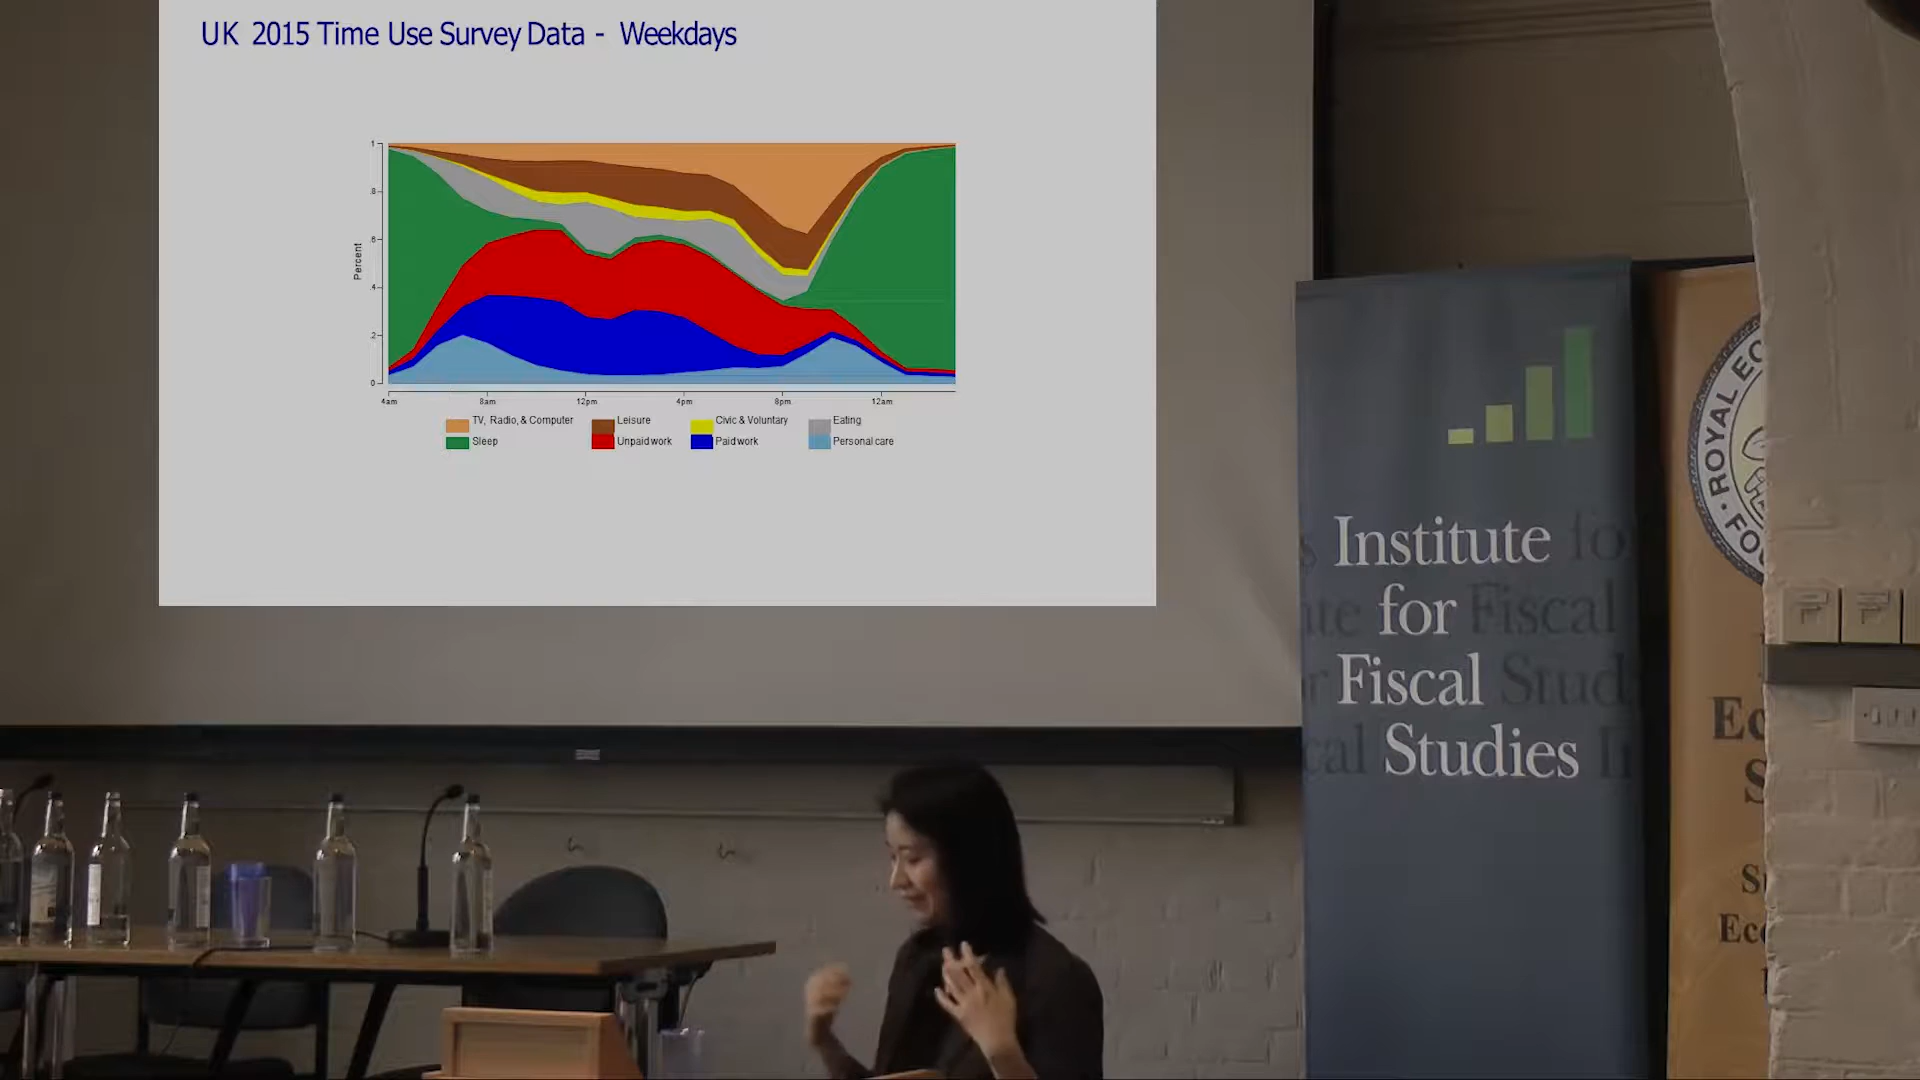 UK 2015 Time Use Survey Data - Weekdays
1
.8
.6
.4
.2
0
Percent
4am 8am 12pm 4pm 8pm 12am
TV, Radio, & Computer Leisure Civic & Voluntary Eating
Sleep Unpaid work Paid work Personal care
Institute
for
Fiscal
Studies
ROYAL EC